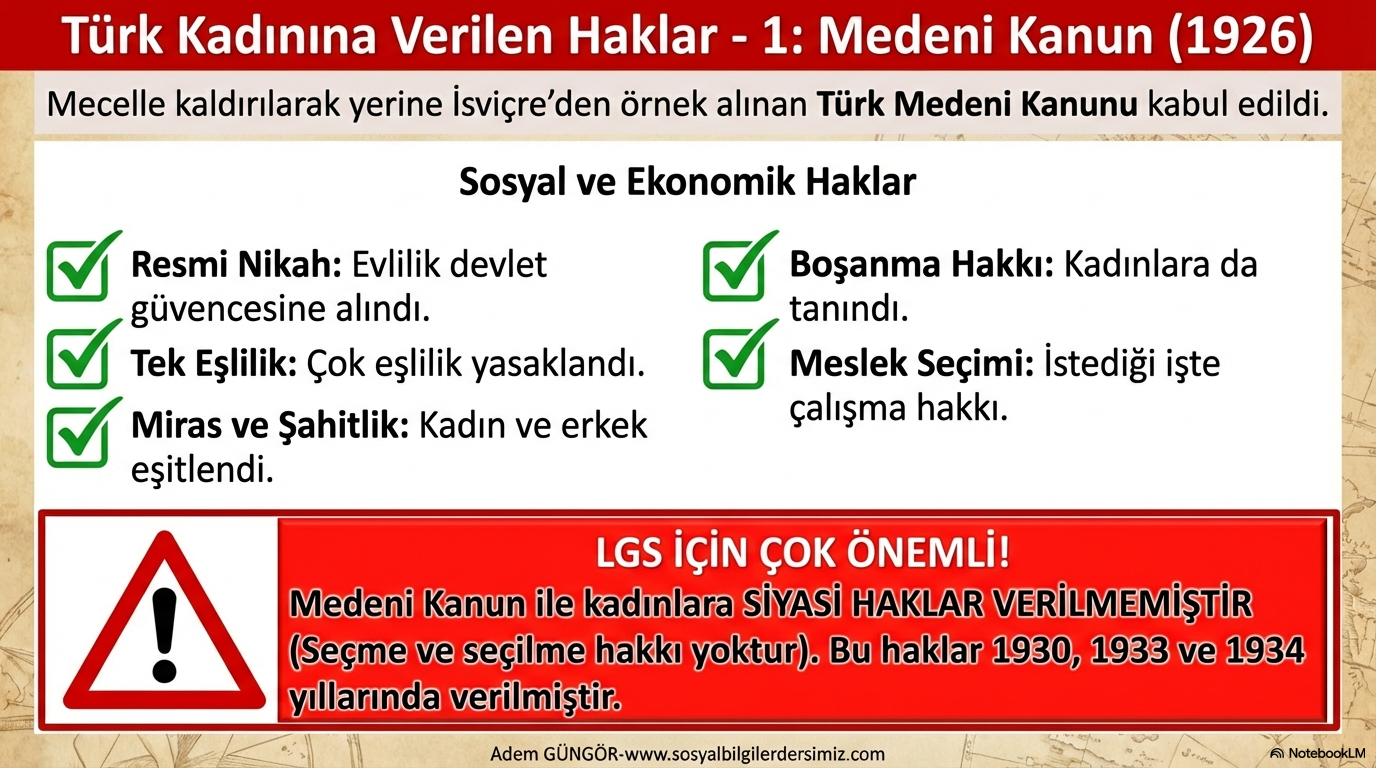 Türk Kadınına Verilen Haklar - 1: Medeni Kanun (1926)
Mecelle kaldırılarak yerine İsviçre’den örnek alınan Türk Medeni Kanunu kabul edildi.
Sosyal ve Ekonomik Haklar
Resmi Nikah: Evlilik devlet
güvencesine alındı.
Tek Eşlilik: Çok eşlilik yasaklandı.
Miras ve Şahitlik: Kadın ve erkek
eşitlendi.
Boşanma Hakkı: Kadınlara da
tanındı.
Meslek Seçimi: İstediği işte
çalışma hakkı.
LGS İÇİN ÇOK ÖNEMLİ!
Medeni Kanun ile kadınlara SİYASİ HAKLAR VERİLMEMİŞTİR
(Seçme ve seçilme hakkı yoktur). Bu haklar 1930, 1933 ve 1934
yıllarında verilmiştir.
Adem GÜNGÖR-www.sosyalbilgilerdersimiz.com
NotebookLM